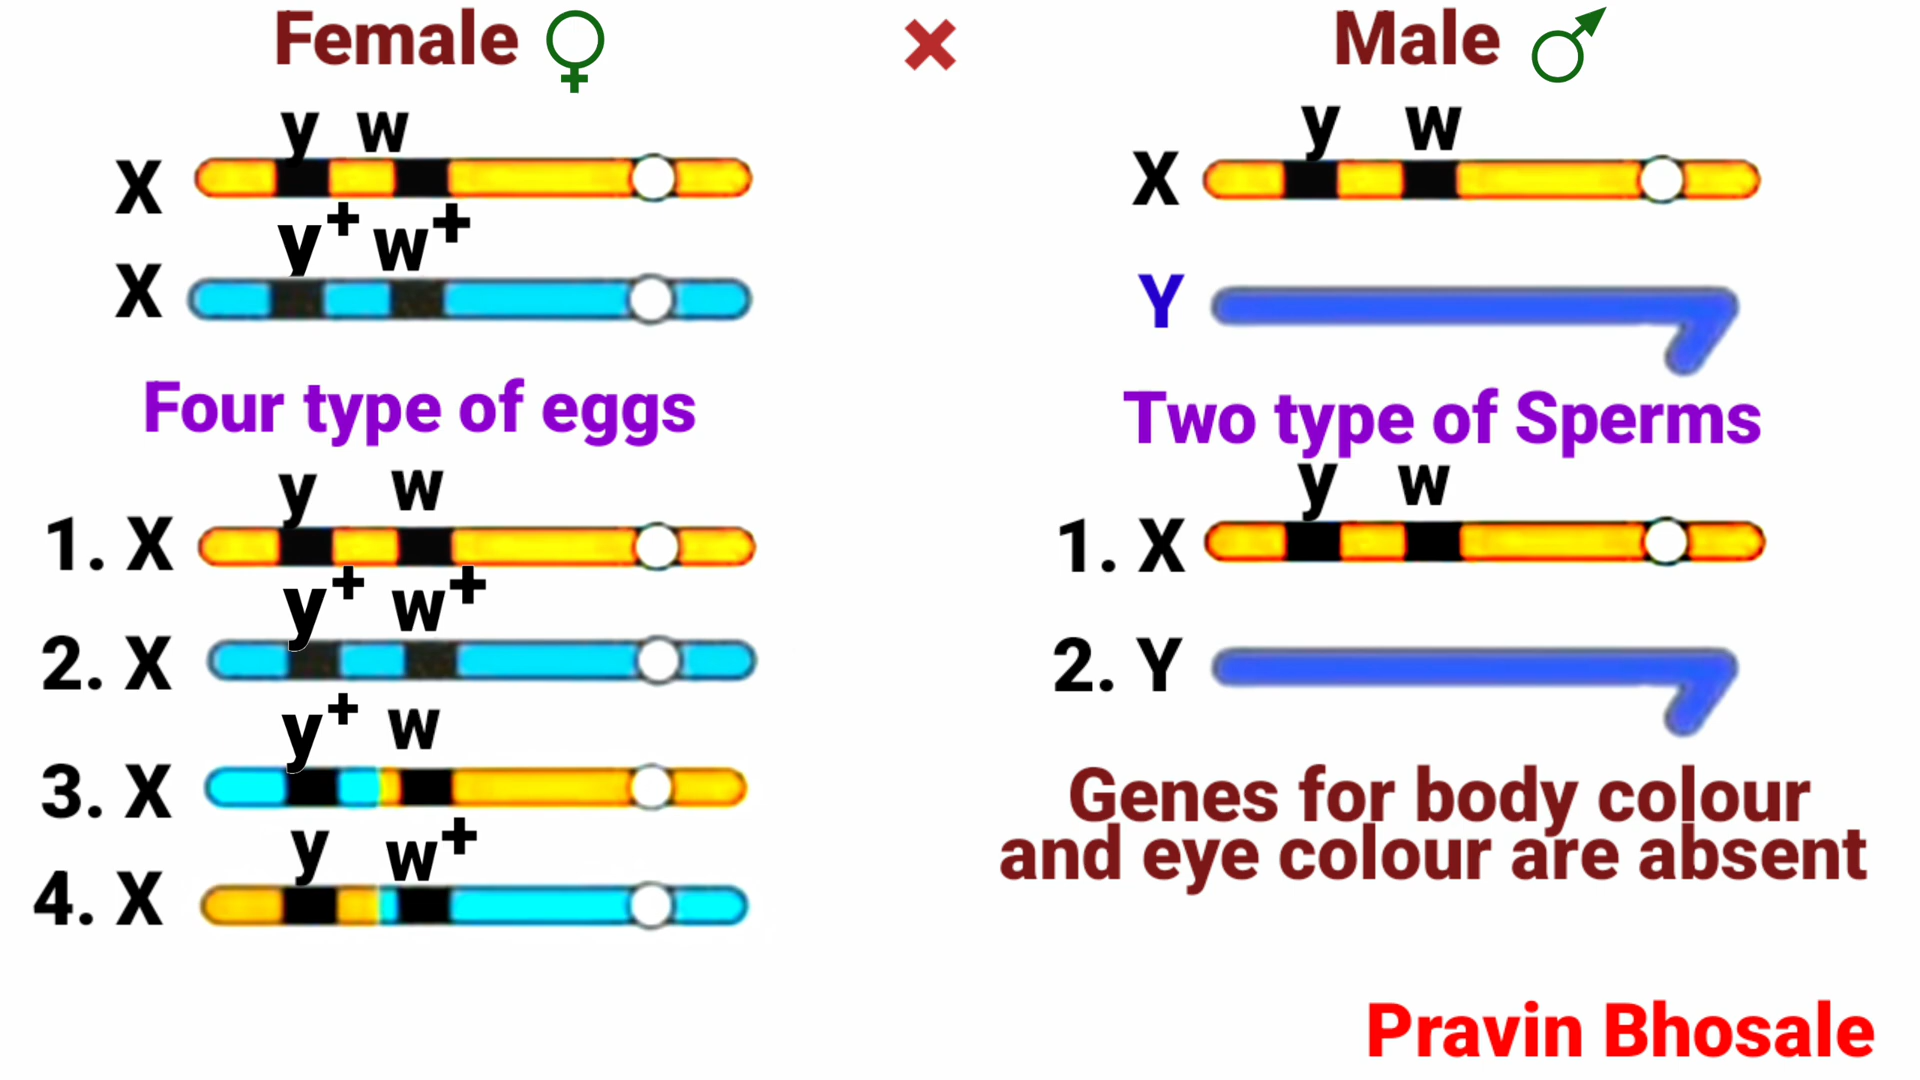 Female ♀ × Male ♂
y w
X
y+ w+
X
y w
X
Y
Four type of eggs
y w
1. X
y+ w+
2. X
y+ w
3. X
y w+
4. X
Two type of Sperms
y w
1. X
2. Y
Genes for body colour
and eye colour are absent
Pravin Bhosale